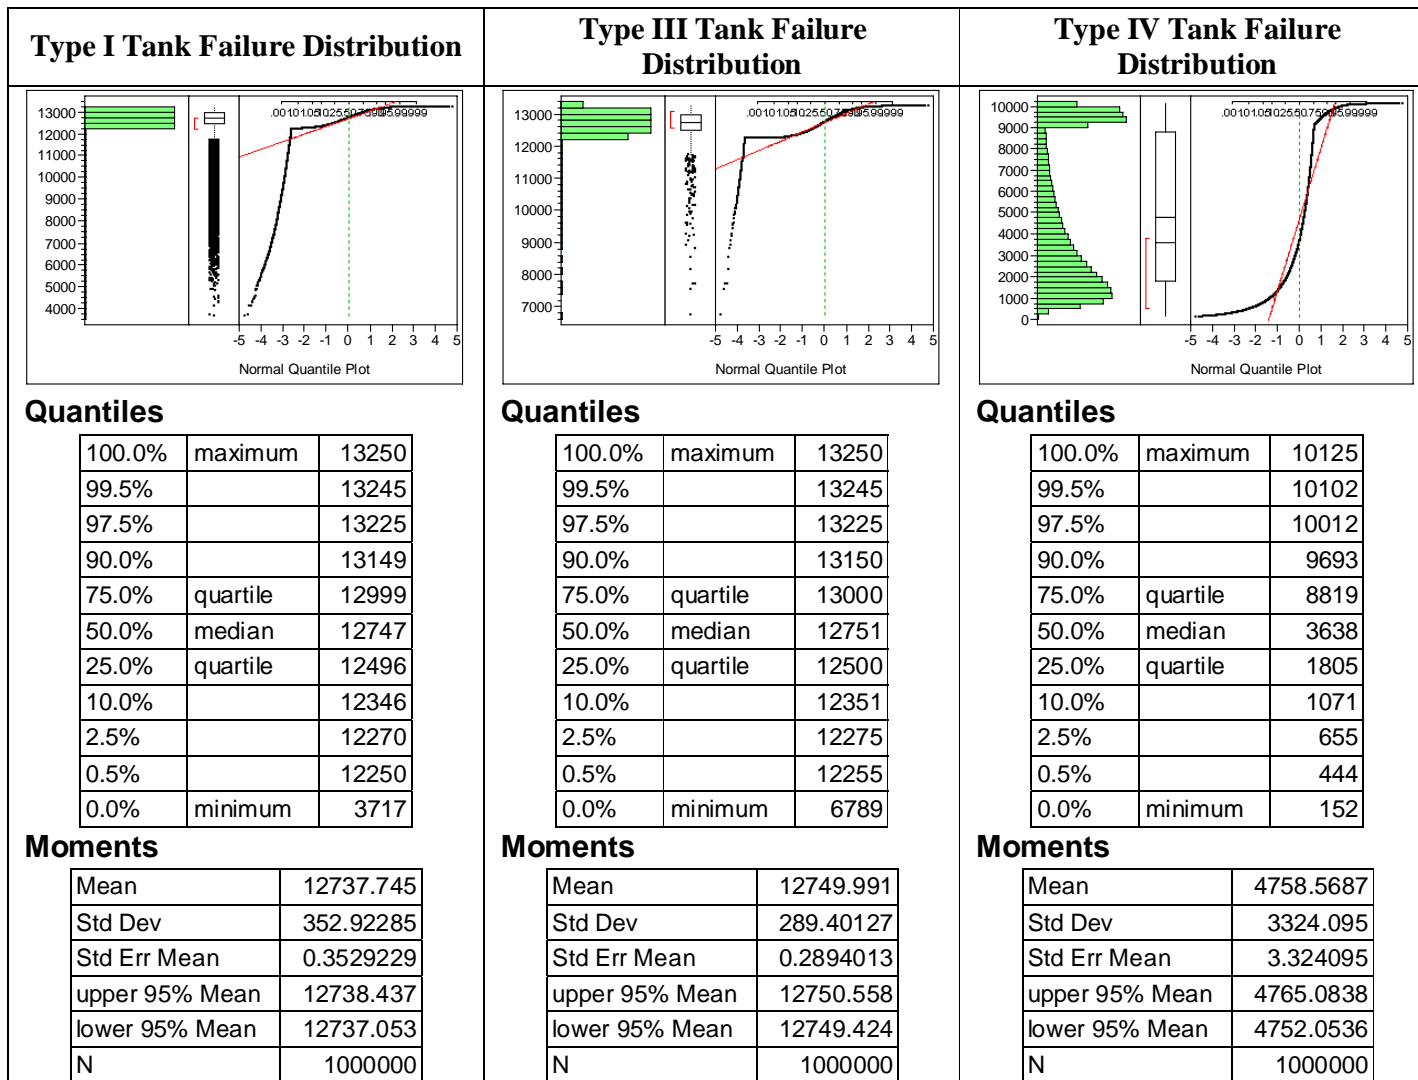 Type I Tank Failure Distribution
13000
12000
11000
10000
9000
8000
7000
6000
5000
4000
-5 -4 -3 -2 -1 0 1 2 3 4 5
Normal Quantile Plot
Quantiles
100.0% maximum 13250
99.5% 13245
97.5% 13225
90.0% 13149
75.0% quartile 12999
50.0% median 12747
25.0% quartile 12496
10.0% 12346
2.5% 12270
0.5% 12250
0.0% minimum 3717
Moments
Mean 12737.745
Std Dev 352.92285
Std Err Mean 0.3529229
upper 95% Mean 12738.437
lower 95% Mean 12737.053
N 1000000
Type III Tank Failure
Distribution
13000
12000
11000
10000
9000
8000
7000
-5 -4 -3 -2 -1 0 1 2 3 4 5
Normal Quantile Plot
Quantiles
100.0% maximum 13250
99.5% 13245
97.5% 13225
90.0% 13150
75.0% quartile 13000
50.0% median 12751
25.0% quartile 12500
10.0% 12351
2.5% 12275
0.5% 12255
0.0% minimum 6789
Moments
Mean 12749.991
Std Dev 289.40127
Std Err Mean 0.2894013
upper 95% Mean 12750.558
lower 95% Mean 12749.424
N 1000000
Type IV Tank Failure
Distribution
10000
9000
8000
7000
6000
5000
4000
3000
2000
1000
0
-5 -4 -3 -2 -1 0 1 2 3 4 5
Normal Quantile Plot
Quantiles
100.0% maximum 10125
99.5% 10102
97.5% 10012
90.0% 9693
75.0% quartile 8819
50.0% median 3638
25.0% quartile 1805
10.0% 1071
2.5% 655
0.5% 444
0.0% minimum 152
Moments
Mean 4758.5687
Std Dev 3324.095
Std Err Mean 3.324095
upper 95% Mean 4765.0838
lower 95% Mean 4752.0536
N 1000000